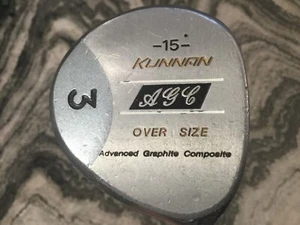 -15°
KUNNAN
3
AGC
OVER SIZE
Advanced Graphite Composite